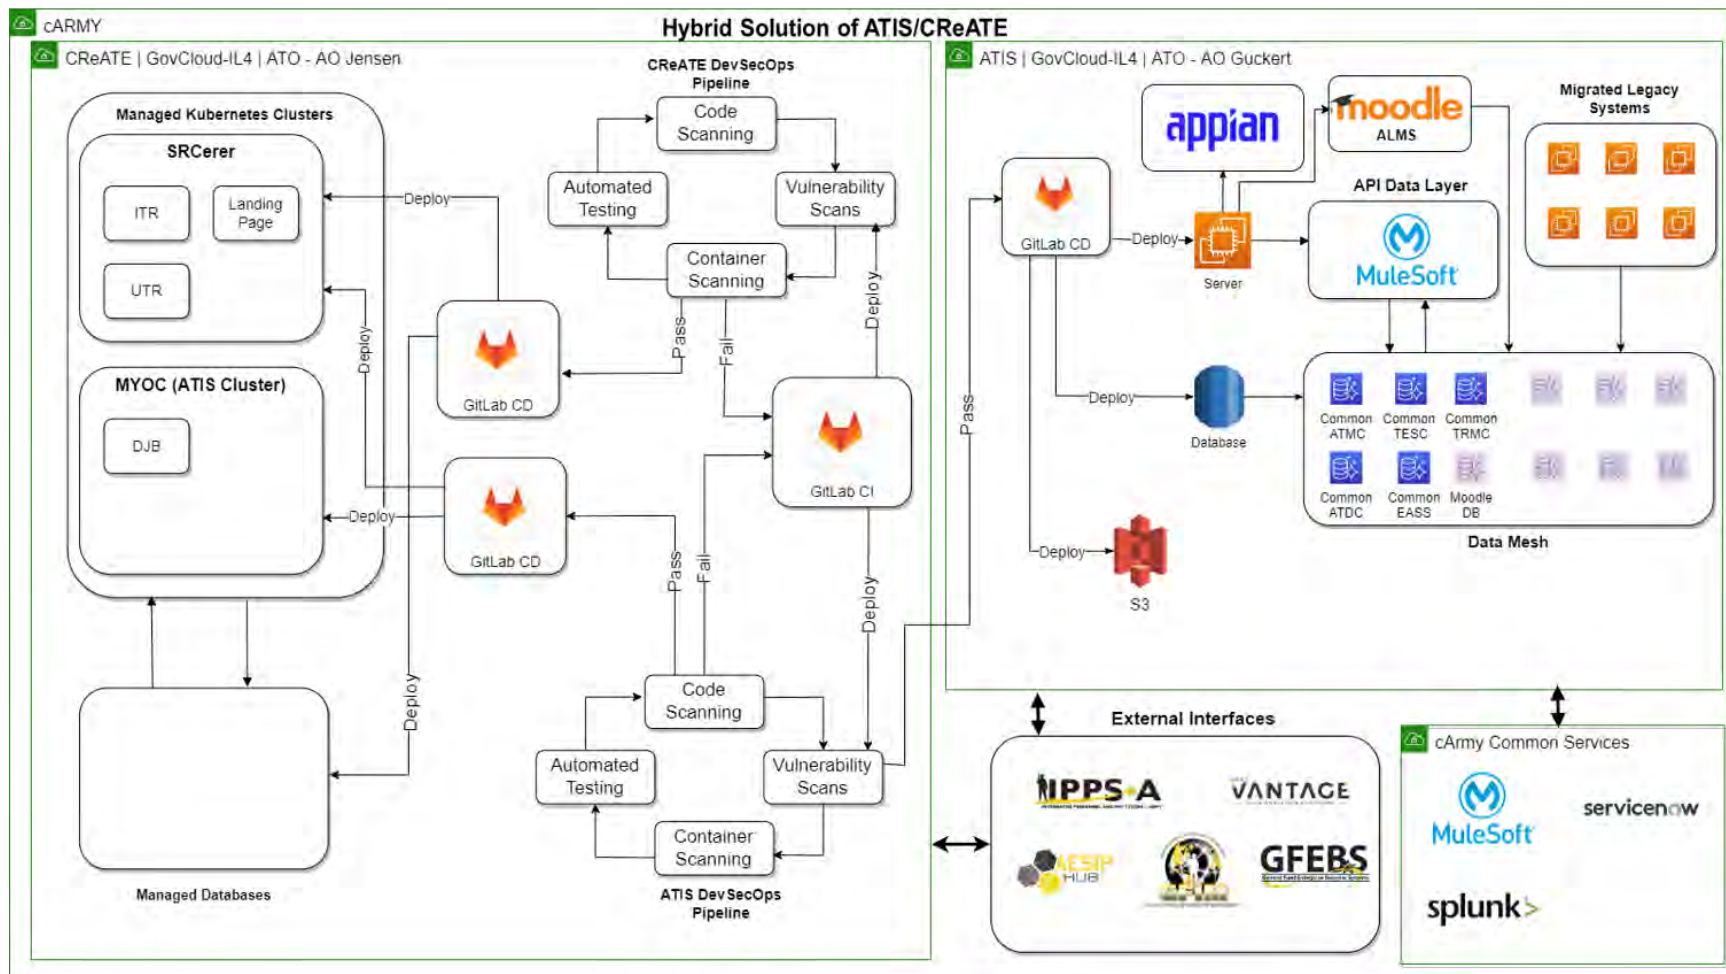 Hybrid Solution of ATIS/CReATE
cARMY
CReATE | GovCloud-IL4 | ATO - AO Jensen
Managed Kubernetes Clusters
SRCerer
ITR
Landing
Page
UTR
MYOC (ATIS Cluster)
DJB
Managed Databases
Deploy
Deploy
Deploy
Deploy
GitLab CD
GitLab CD
CReATE DevSecOps
Pipeline
Code
Scanning
Automated
Testing
Vulnerability
Scans
Container
Scanning
Pass
Fail
Deploy
GitLab CI
Pass
Fail
Deploy
Code
Scanning
Automated
Testing
Vulnerability
Scans
Container
Scanning
ATIS DevSecOps
Pipeline
Pass
ATIS | GovCloud-IL4 | ATO - AO Guckert
appian
moodle
ALMS
Migrated Legacy
Systems
GitLab CD
Deploy
Server
API Data Layer
MuleSoft
Deploy
Database
Common
ATMC
Common
TESC
Common
TRMC
Common
ATDC
Common
EASS
Moodle
DB
Data Mesh
Deploy
S3
External Interfaces
IPPS-A
VANTAGE
AESIP
HUB
GFEBS
cArmy Common Services
MuleSoft
servicenow
splunk>